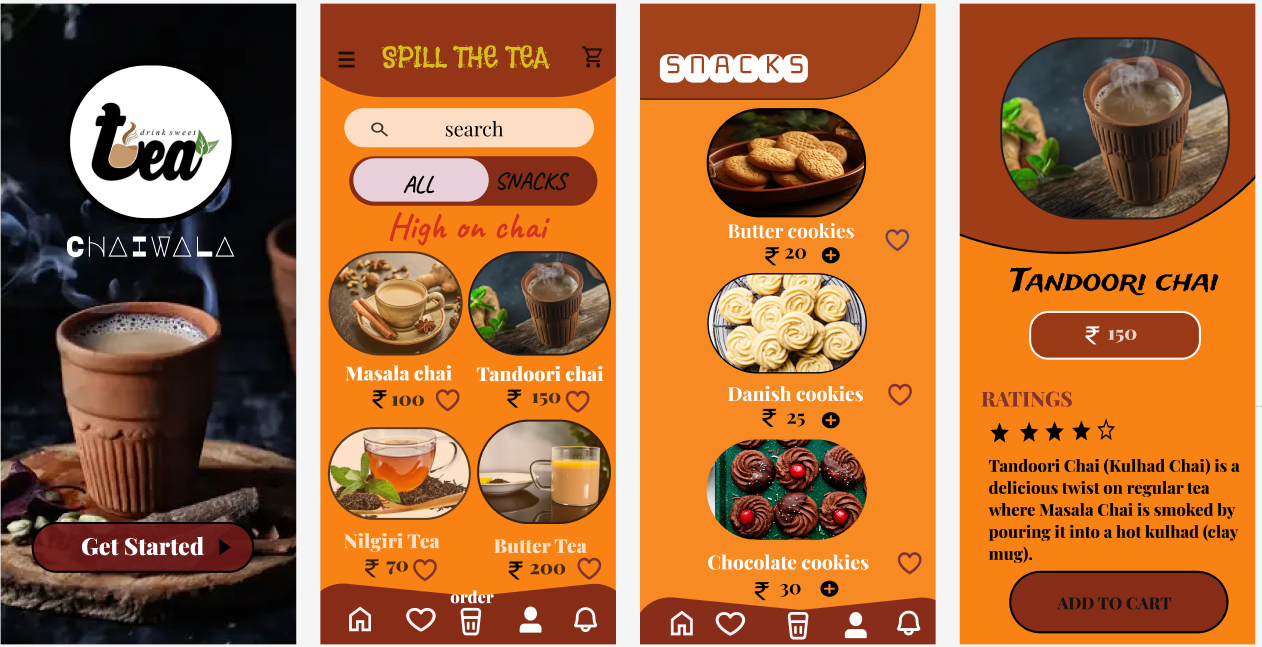 drink sweet
tea
CHAIWALA
Get Started
SPILL THE TEA
search
ALL
SNACKS
High on chai
Masala chai
₹ 100
Tandoori chai
₹ 150
Nilgiri Tea
₹ 70
Butter Tea
₹ 200
order
SNACKS
Butter cookies
₹ 20
Danish cookies
₹ 25
Chocolate cookies
₹ 30
TANDOORI CHAI
₹ 150
RATINGS
Tandoori Chai (Kulhad Chai) is a
delicious twist on regular tea
where Masala Chai is smoked by
pouring it into a hot kulhad (clay
mug).
ADD TO CART